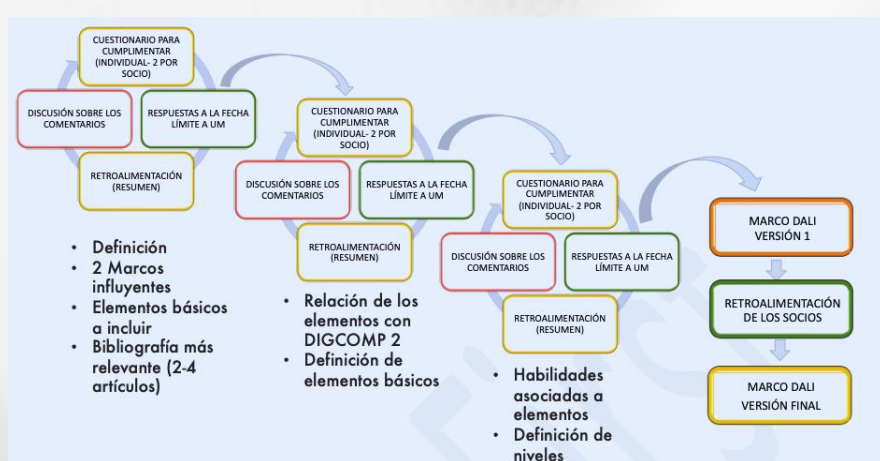 CUESTIONARIO PARA
CUMPLIMENTAR
(INDIVIDUAL- 2 POR
SOCIO)
DISCUSIÓN SOBRE LOS
COMENTARIOS
RESPUESTAS A LA FECHA
LÍMITE A UM
RETROALIMENTACIÓN
(RESUMEN)
• Definición
• 2 Marcos
influyentes
• Elementos básicos
a incluir
• Bibliografía más
relevante (2-4
artículos)
CUESTIONARIO PARA
CUMPLIMENTAR
(INDIVIDUAL- 2 POR
SOCIO)
DISCUSIÓN SOBRE LOS
COMENTARIOS
RESPUESTAS A LA FECHA
LÍMITE A UM
RETROALIMENTACIÓN
(RESUMEN)
• Relación de los
elementos con
DIGCOMP 2
• Definición de
elementos básicos
CUESTIONARIO PARA
CUMPLIMENTAR
(INDIVIDUAL- 2 POR
SOCIO)
DISCUSIÓN SOBRE LOS
COMENTARIOS
RESPUESTAS A LA FECHA
LÍMITE A UM
RETROALIMENTACIÓN
(RESUMEN)
• Habilidades
asociadas a
elementos
• Definición de
niveles
MARCO DALI
VERSIÓN 1
RETROALIMENTACIÓN
DE LOS SOCIOS
MARCO DALI
VERSIÓN FINAL